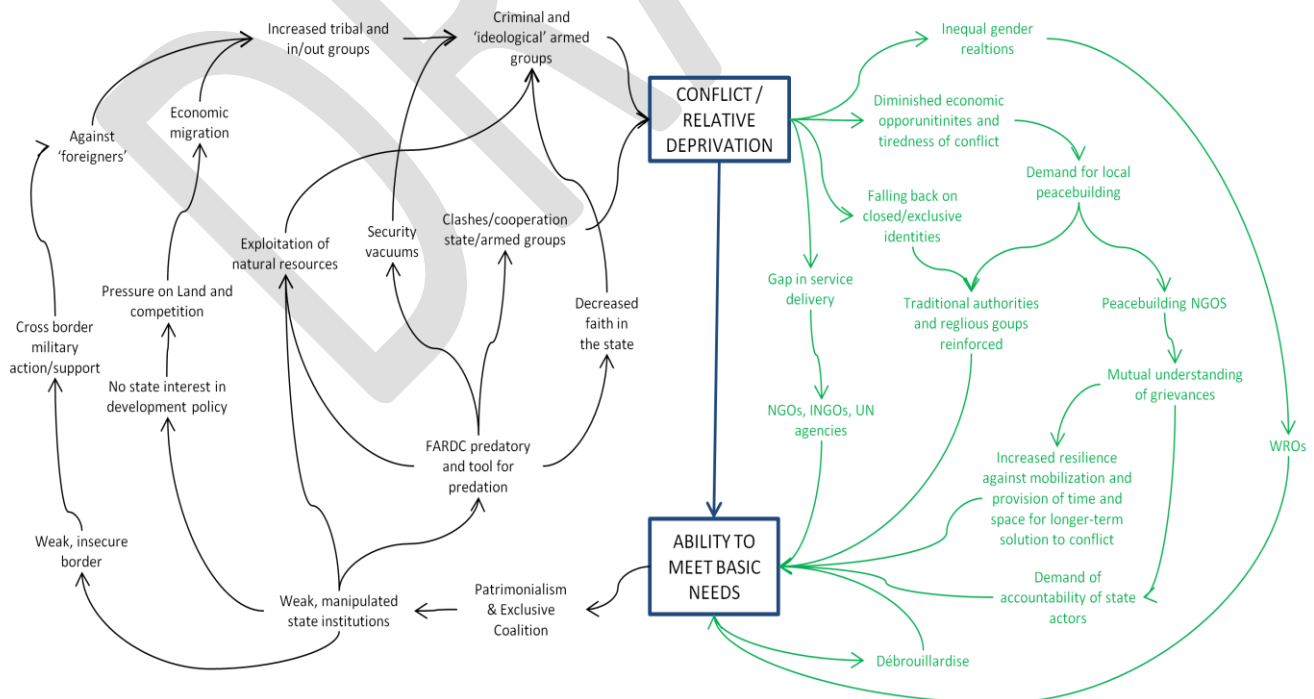 Increased tribal and
in/out groups
Criminal and
'ideological' armed
groups
Economic
migration
Against
'foreigners'
Exploitation of
natural resources
Security
vacuums
Clashes/cooperation
state/armed groups
Pressure on Land and
competition
Cross border
military
action/support
No state interest in
development policy
Decreased
faith in
the state
FARDC predatory
and tool for
predation
Weak, insecure
border
Weak, manipulated
state institutions
Patrimonialism
& Exclusive
Coalition
CONFLICT /
RELATIVE
DEPRIVATION
ABILITY TO
MEET BASIC
NEEDS
Inequal gender
realtions
Diminished economic
opporunitinites and
tiredness of conflict
Demand for local
peacebuilding
Falling back on
closed/exclusive
identities
Gap in service
delivery
Traditional authorities
and reglious goups
reinforced
Peacebuilding NGOS
Mutual understanding
of grievances
NGOs, INGOs, UN
agencies
WROs
Increased resilience
against mobilization and
provision of time and
space for longer-term
solution to conflict
Demand of
accountability of state
actors
Débrouillardise